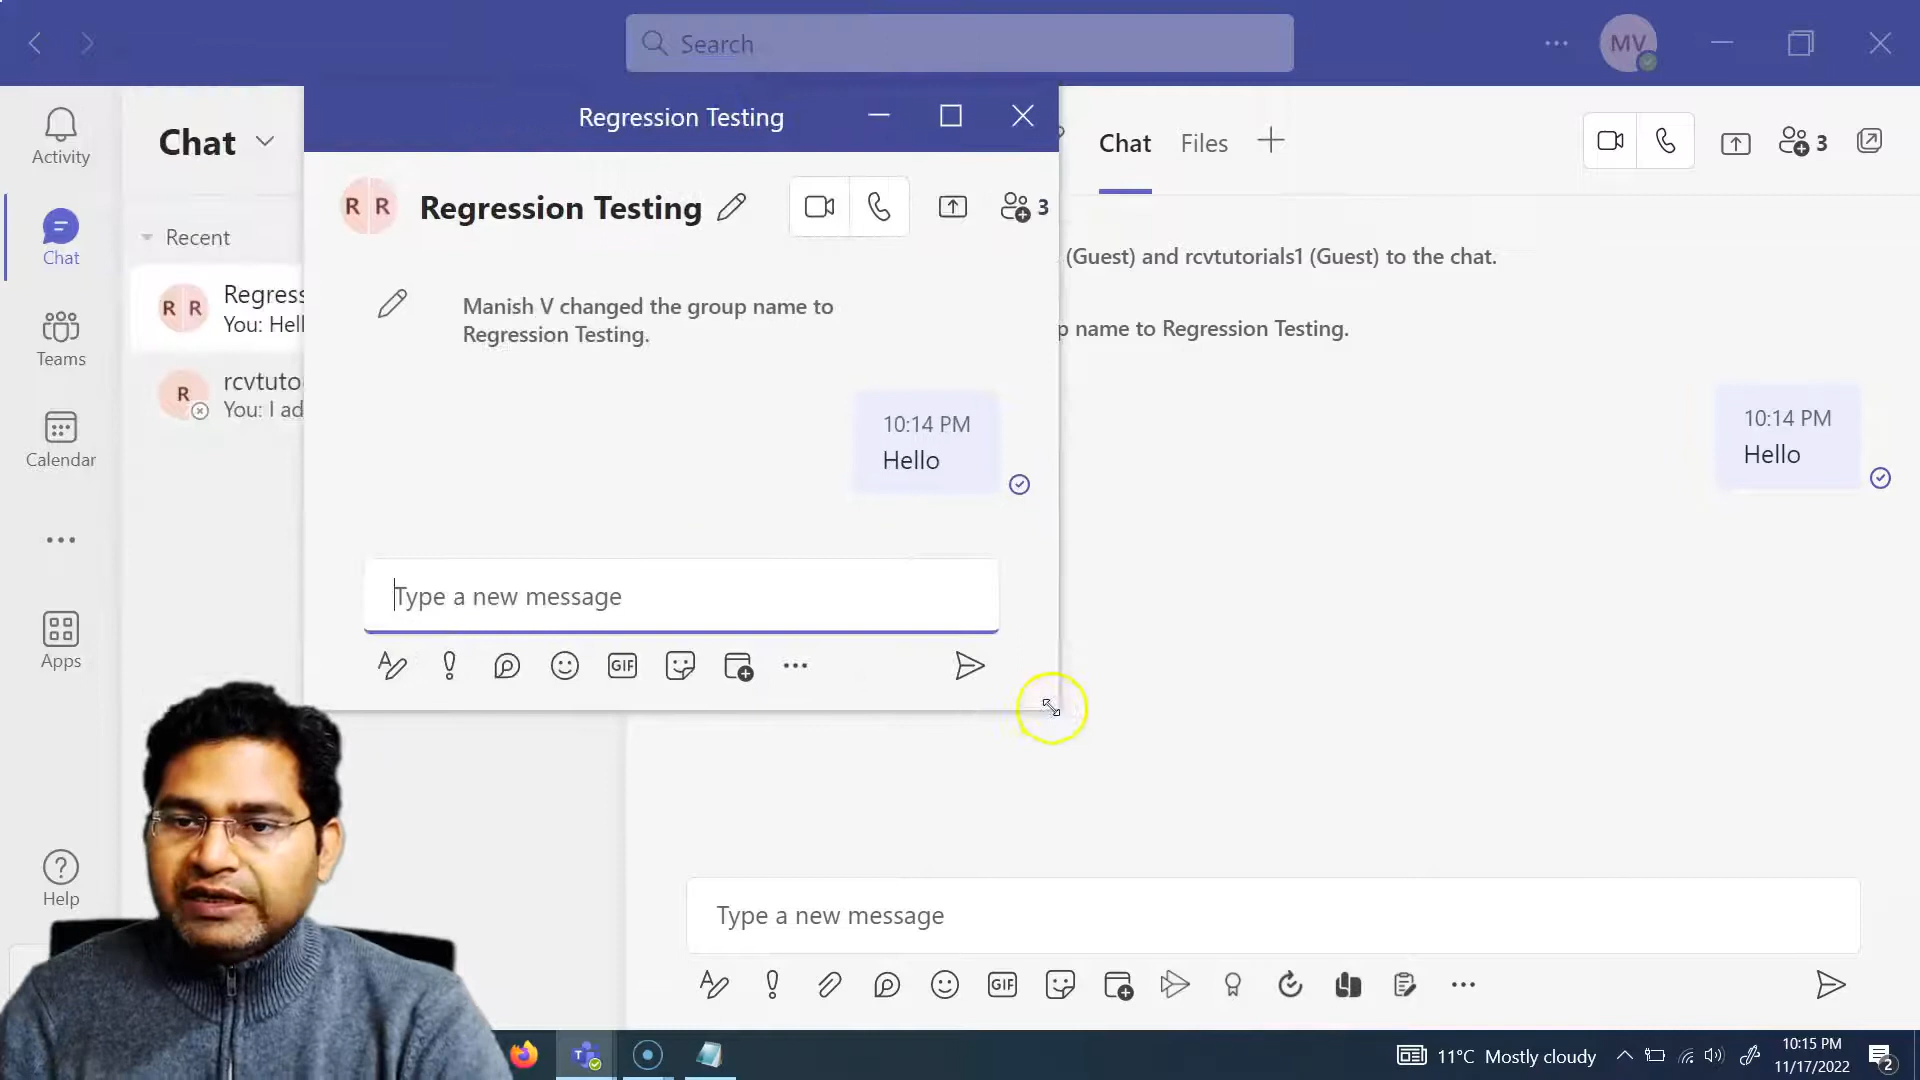 Search
MV
Activity
Chat
Teams
Calendar
Apps
Help
Chat
Recent
R R
Regress
You: Hell
R
rcvtuto
You: I ad
Regression Testing
R R
Regression Testing
3
Manish V changed the group name to
Regression Testing.
10:14 PM
Hello
Type a new message
GIF
Chat
Files
3
(Guest) and rcvtutorials1 (Guest) to the chat.
p name to Regression Testing.
10:14 PM
Hello
Type a new message
GIF
11°C Mostly cloudy
10:15 PM
11/17/2022
2